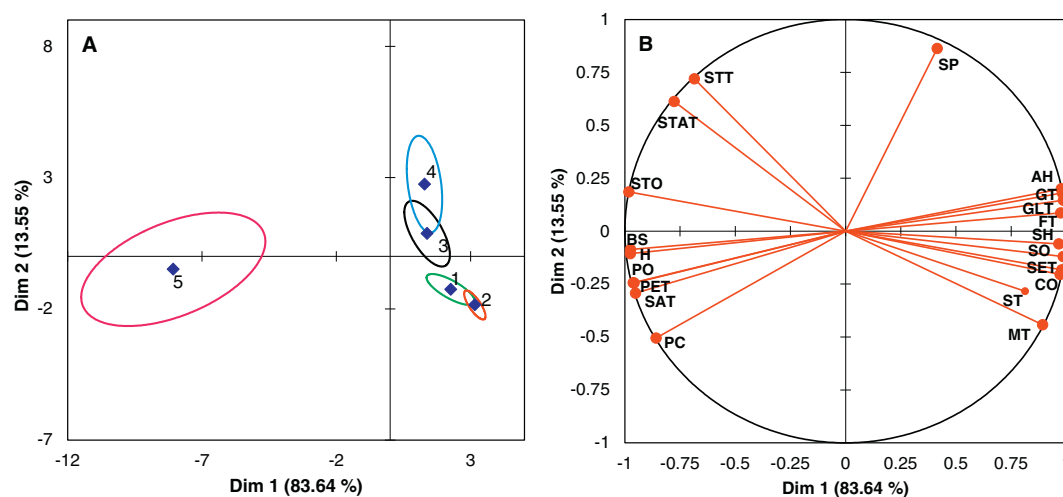 A
8
3
-2
-7
-12
-7
-2
3
Dim 2 (13.55 %)
Dim 1 (83.64 %)
4
3
1
2
5
B
1
0.75
0.5
0.25
0
-0.25
-0.5
-0.75
-1
-1
-0.75
-0.5
-0.25
0
0.25
0.5
0.75
Dim 2 (13.55 %)
Dim 1 (83.64 %)
SP
STT
STAT
STO
BS
H
PO
PET
SAT
PC
AH
GT
GLT
FT
SH
SO
SET
CO
ST
MT